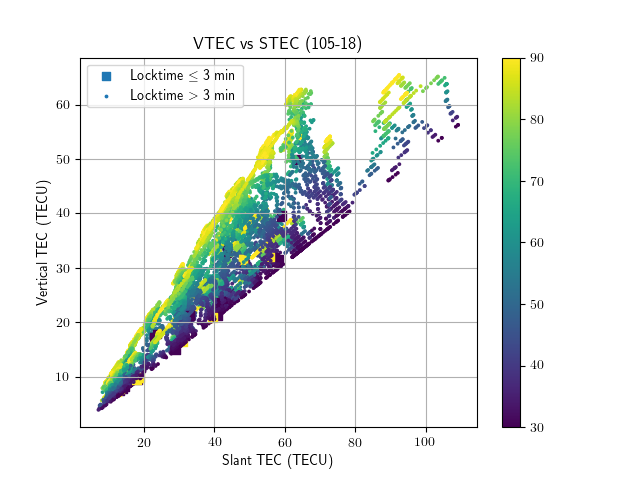 VTEC vs STEC (105-18)
Locktime ≤ 3 min
Locktime > 3 min
Vertical TEC (TECU)
60
50
40
30
20
10
20 40 60 80 100
Slant TEC (TECU)
90
80
70
60
50
40
30